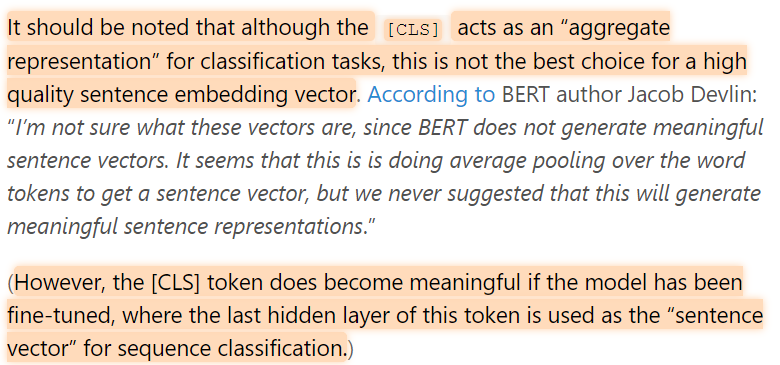 It should be noted that although the [CLS] acts as an “aggregate
representation” for classification tasks, this is not the best choice for a high
quality sentence embedding vector. According to BERT author Jacob Devlin:
“I’m not sure what these vectors are, since BERT does not generate meaningful
sentence vectors. It seems that this is is doing average pooling over the word
tokens to get a sentence vector, but we never suggested that this will generate
meaningful sentence representations.”
(However, the [CLS] token does become meaningful if the model has been
fine-tuned, where the last hidden layer of this token is used as the “sentence
vector” for sequence classification.)